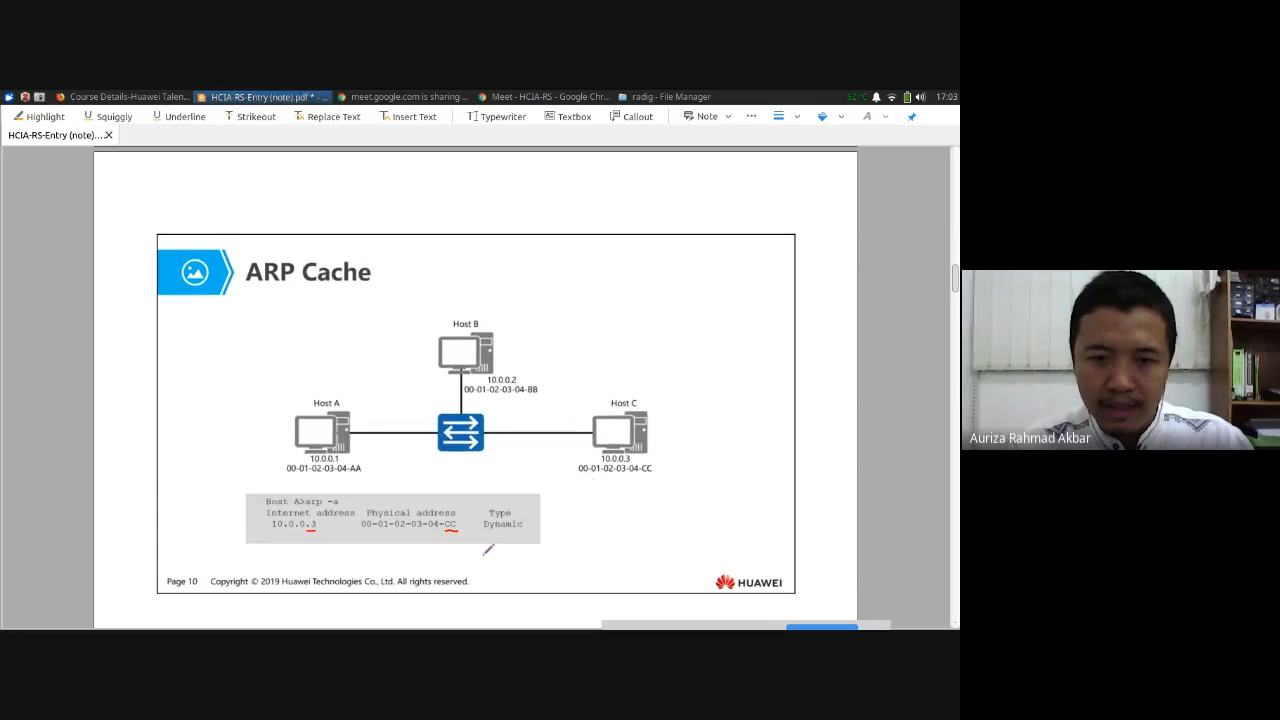 Course Details-Huawei Talen...
HCIA-RS-Entry (note).pdf * - ...
meet.google.com is sharing ...
Meet - HCIA-RS - Google Chr...
radig - File Manager
52°C
17:03
Highlight
Squiggly
Underline
Strikeout
Replace Text
Insert Text
Typewriter
Textbox
Callout
Note
HCIA-RS-Entry (note)....
ARP Cache
Host B
10.0.0.2
00-01-02-03-04-BB
Host A
10.0.0.1
00-01-02-03-04-AA
Host C
10.0.0.3
00-01-02-03-04-CC
Host A>arp -a
Internet address Physical address Type
10.0.0.3 00-01-02-03-04-CC Dynamic
Page 10 Copyright © 2019 Huawei Technologies Co., Ltd. All rights reserved.
HUAWEI
Auriza Rahmad Akbar